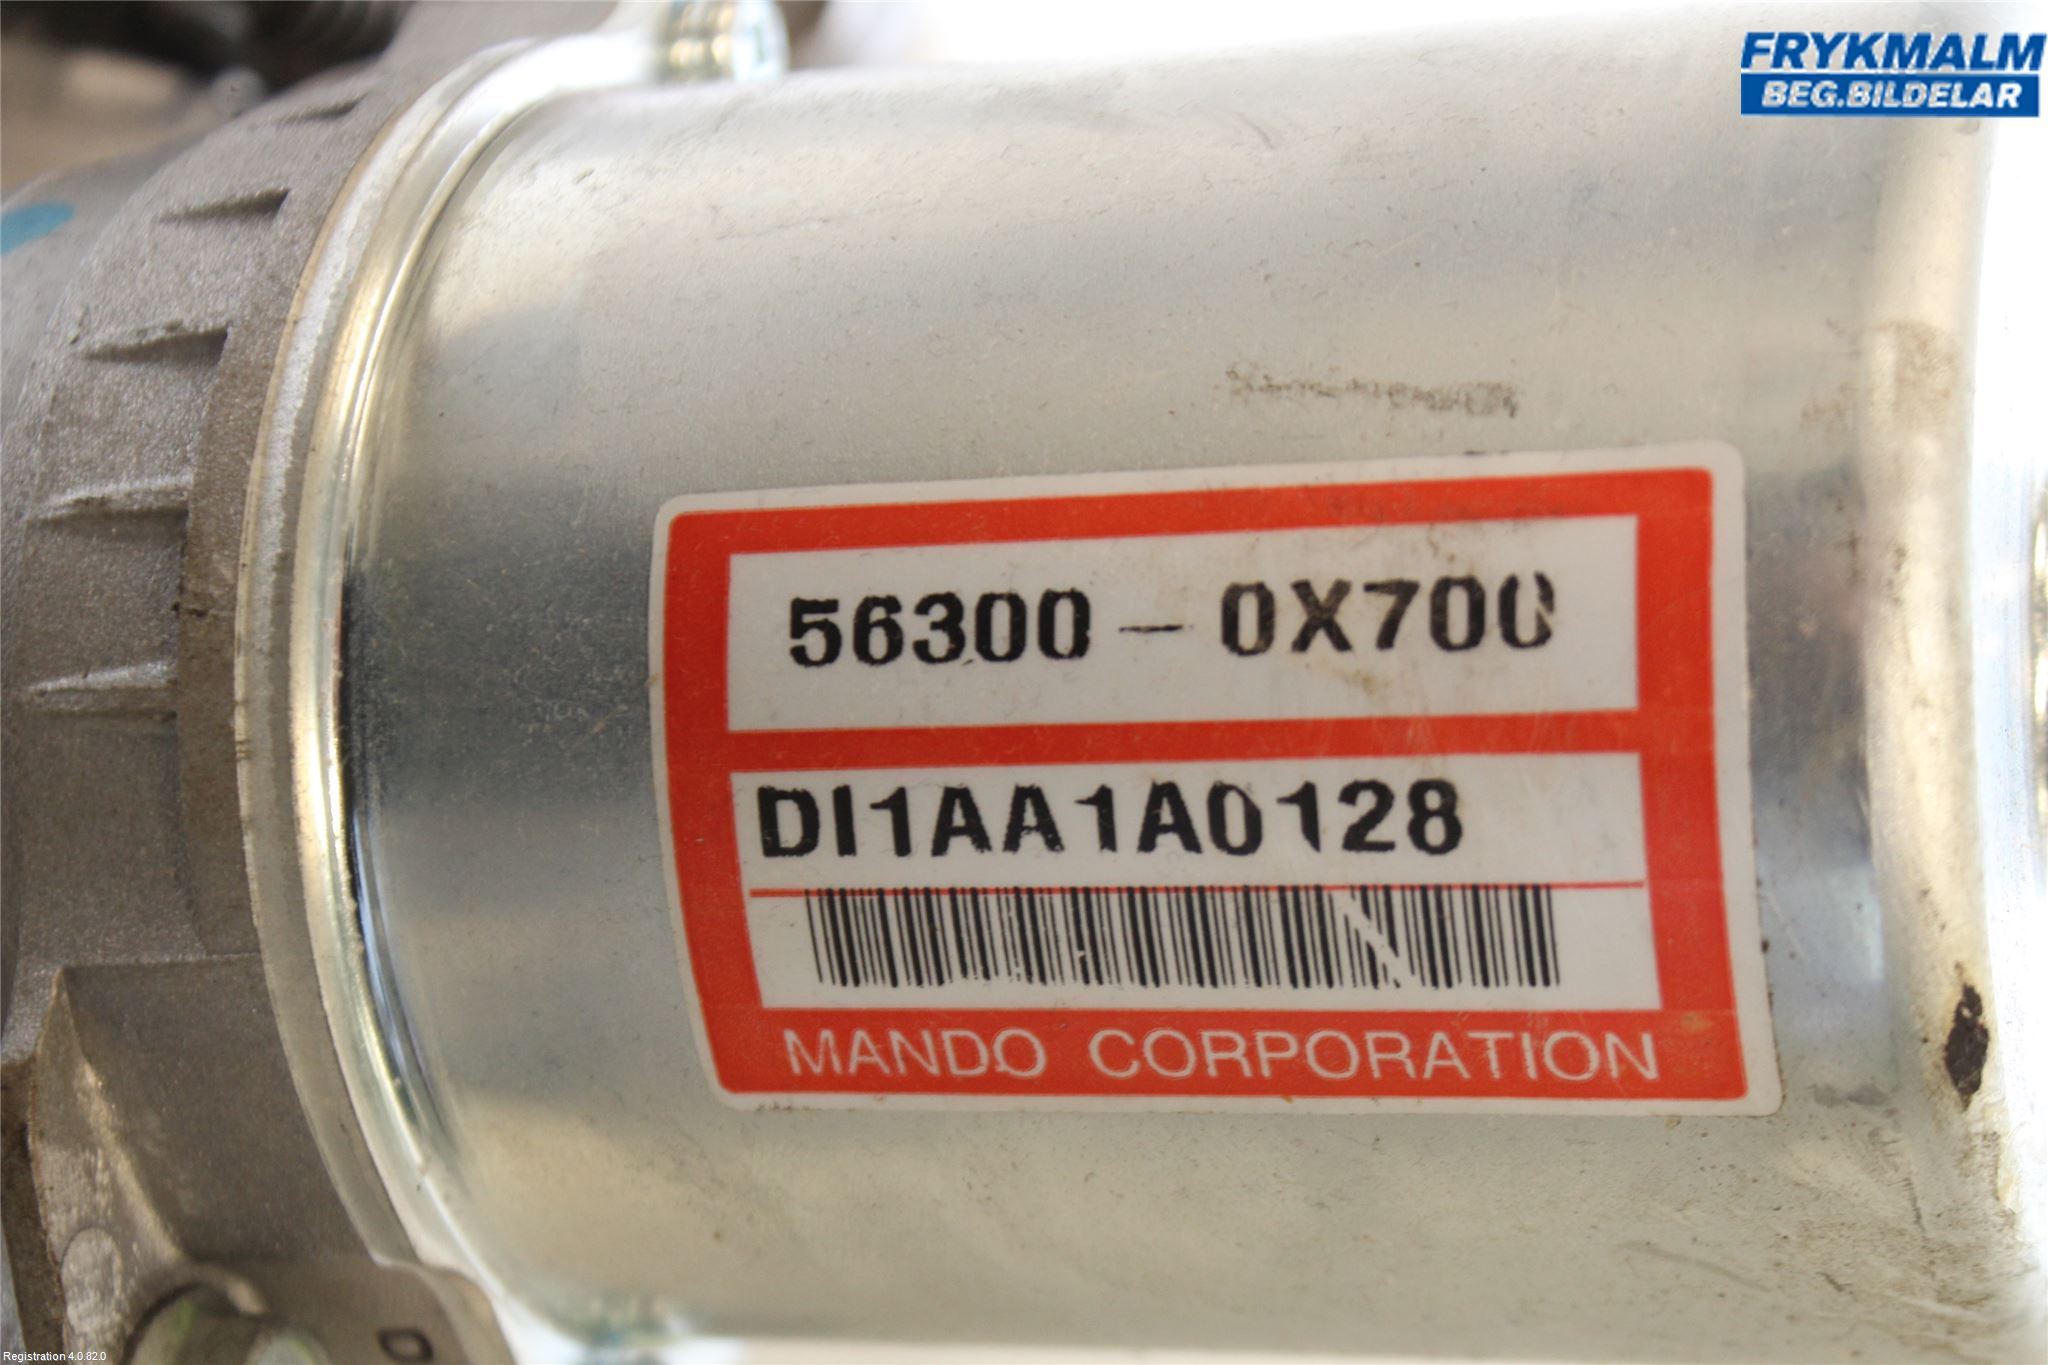 FRYKMALM
BEG.BILDELAR
56300 - 0X700
DI1AA1A0128
MANDO CORPORATION
D
Registration 4.0.82.0